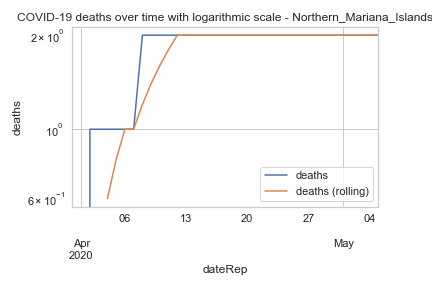 COVID-19 deaths over time with logarithmic scale - Northern_Mariana_Islands
2 × 10⁰
10⁰
6 × 10⁻¹
deaths
deaths
deaths (rolling)
06 13 20 27 04
Apr May
2020
dateRep